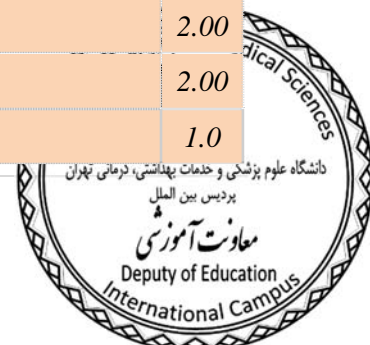 2.00
2.00
1.0
dical Sciences
دانشگاه علوم پزشکی و خدمات بهداشتی، درمانی تهران
پردیس بین الملل
معاونت آموزشی
Deputy of Education
International Campus